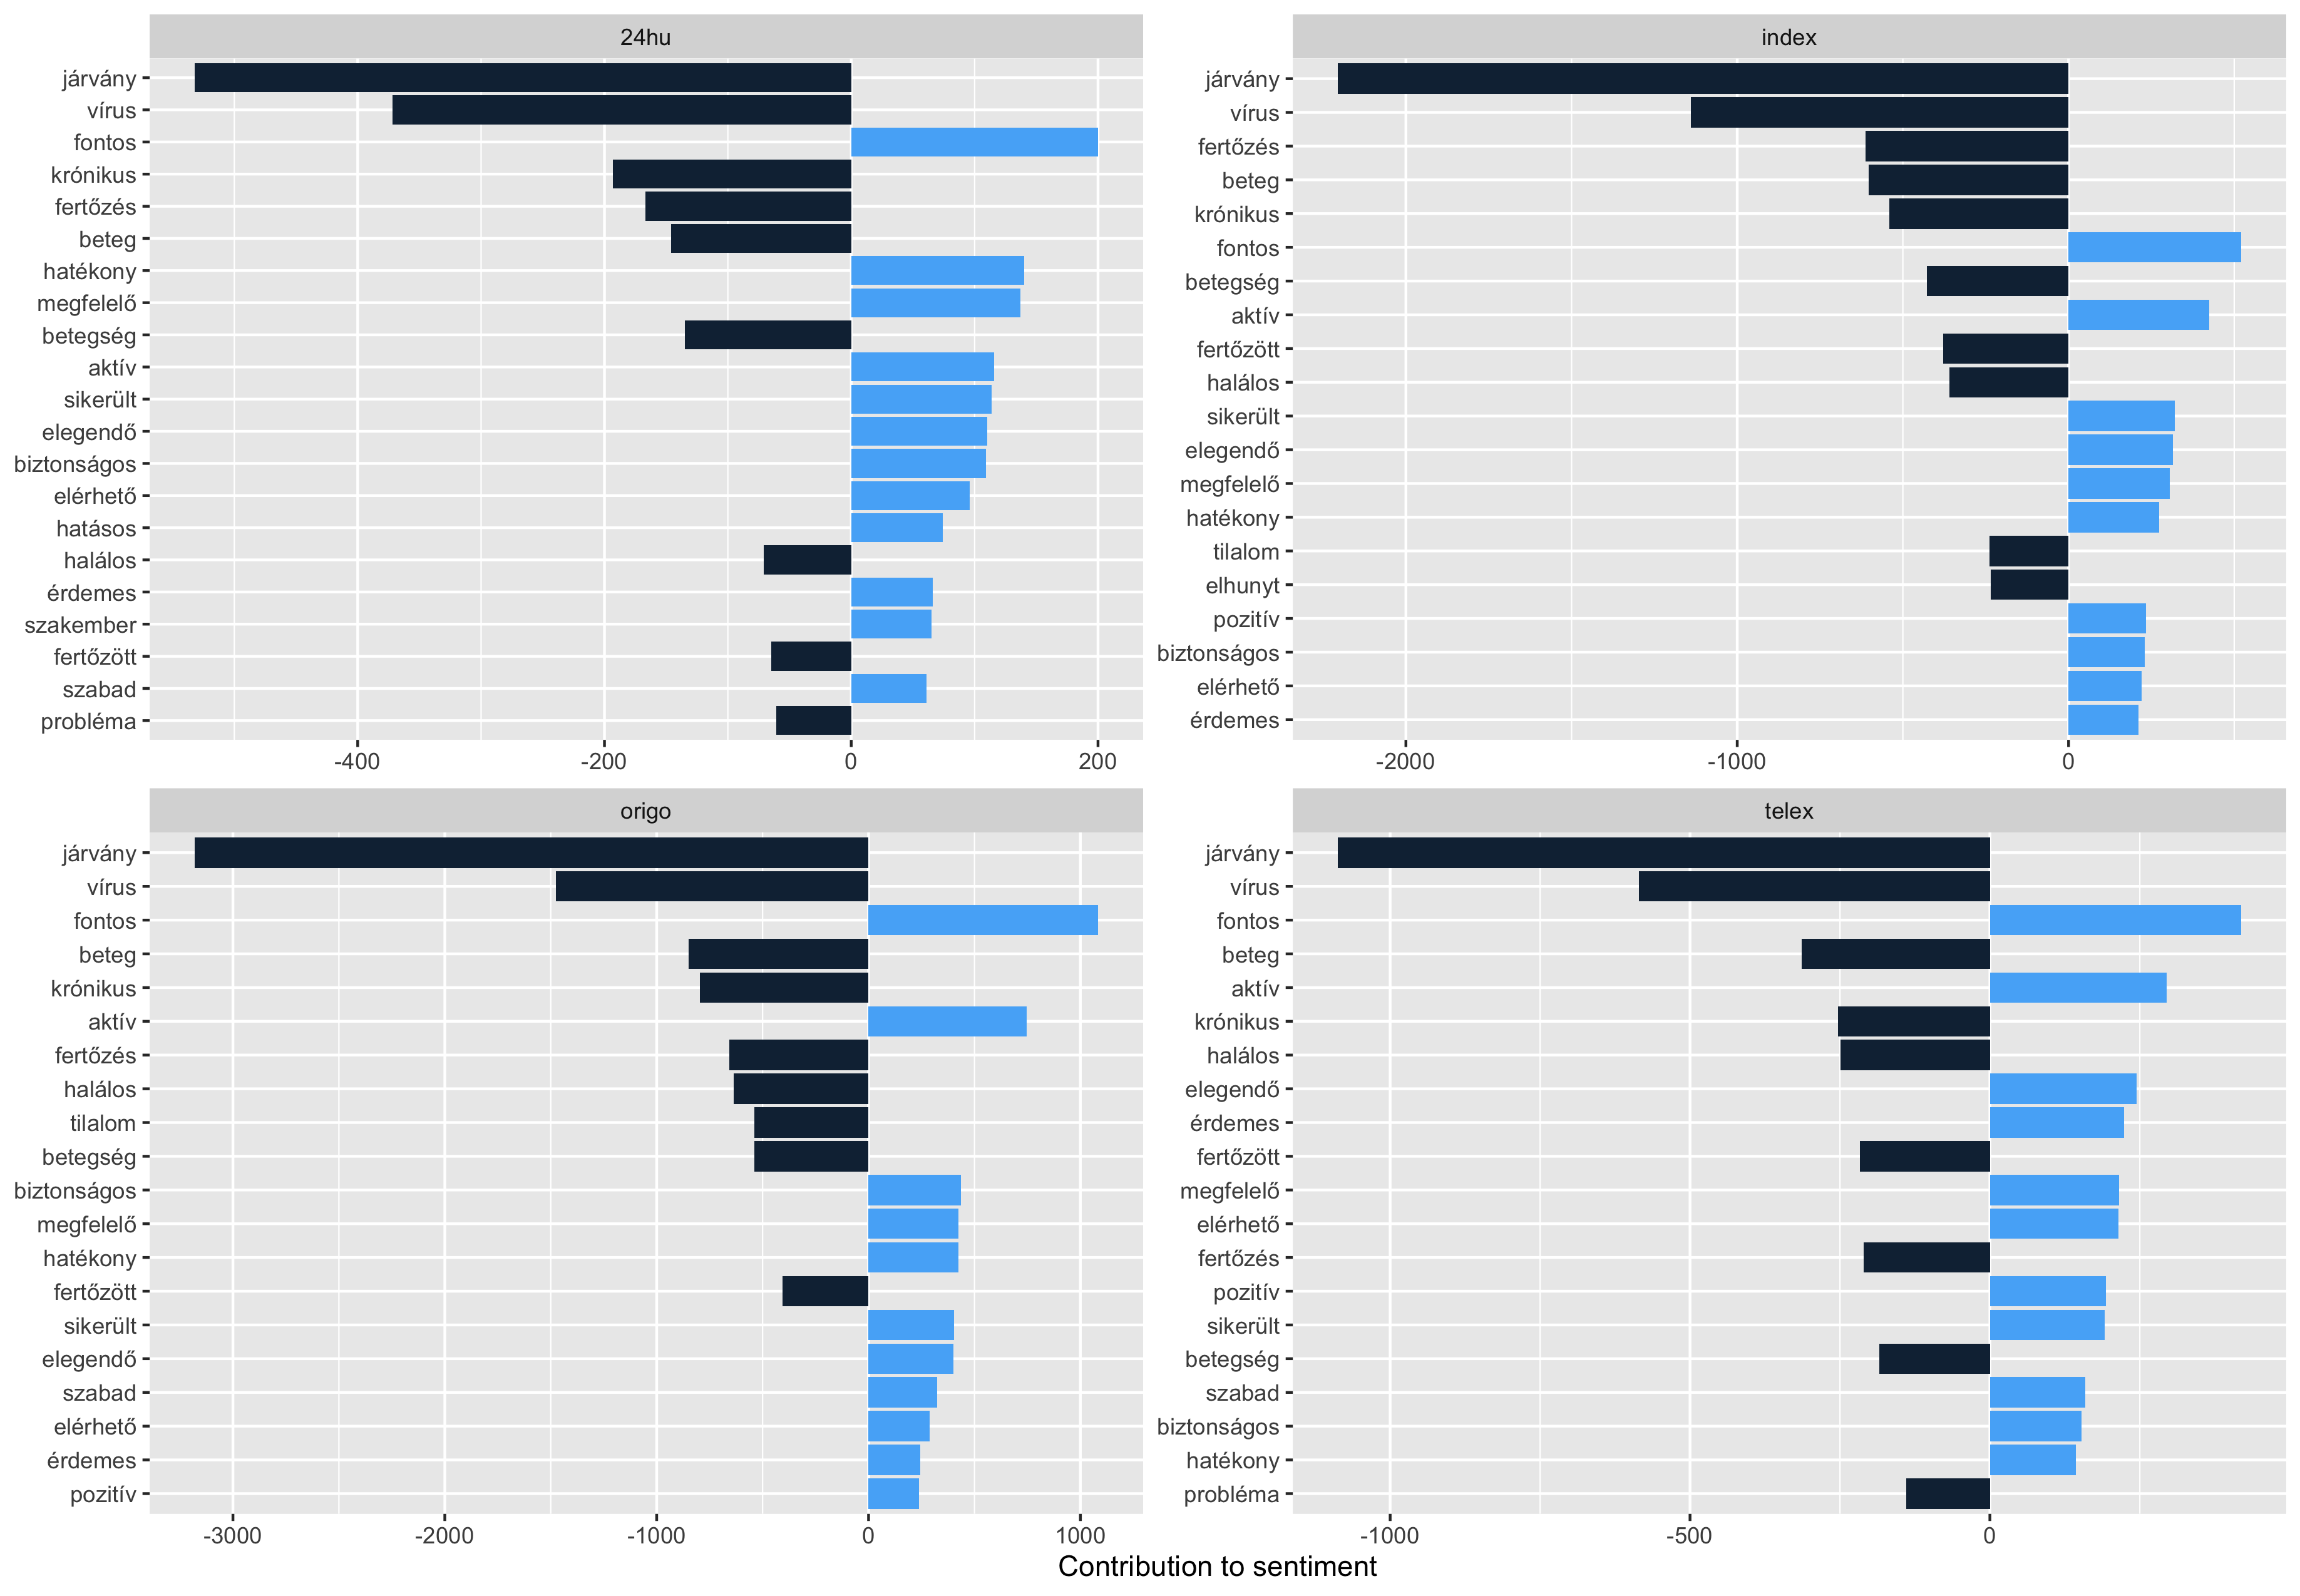 24hu
járvány
vírus
fontos
krónikus
fertőzés
beteg
hatékony
megfelelő
betegség
aktív
sikerült
elegendő
biztonságos
elérhető
hatásos
halálos
érdemes
szakember
fertőzött
szabad
probléma
-400 -200 0 200
index
járvány
vírus
fertőzés
beteg
krónikus
fontos
betegség
aktív
fertőzött
halálos
sikerült
elegendő
megfelelő
hatékony
tilalom
elhunyt
pozitív
biztonságos
elérhető
érdemes
-2000 -1000 0
origo
járvány
vírus
fontos
beteg
krónikus
aktív
fertőzés
halálos
tilalom
betegség
biztonságos
megfelelő
hatékony
fertőzött
sikerült
elegendő
szabad
elérhető
érdemes
pozitív
-3000 -2000 -1000 0 1000
telex
járvány
vírus
fontos
beteg
aktív
krónikus
halálos
elegendő
érdemes
fertőzött
megfelelő
elérhető
fertőzés
pozitív
sikerült
betegség
szabad
biztonságos
hatékony
probléma
-1000 -500 0
Contribution to sentiment